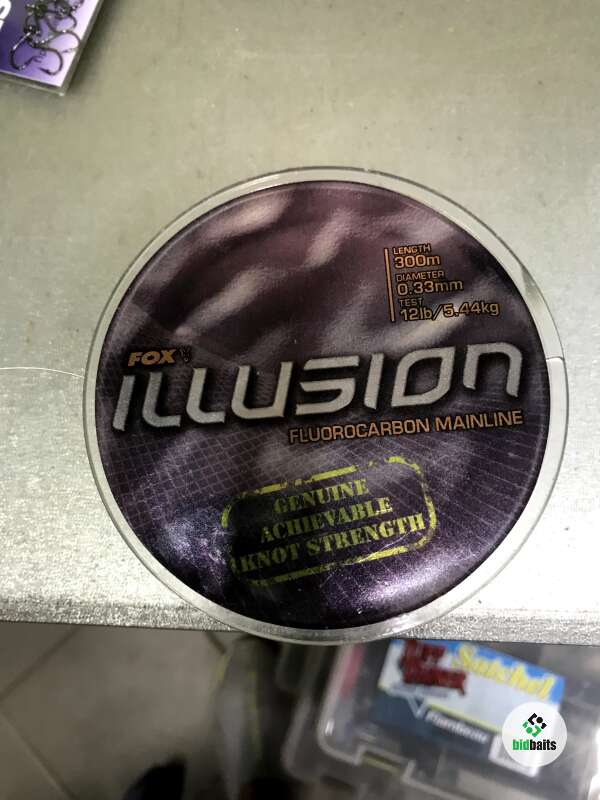 LENGTH
300m
DIAMETER
0.33mm
TEST
12lb/5.44kg
FOX
ILLUSION
FLUOROCARBON MAINLINE
GENUINE
ACHIEVABLE
KNOT STRENGTH
Satchel
bidbaits